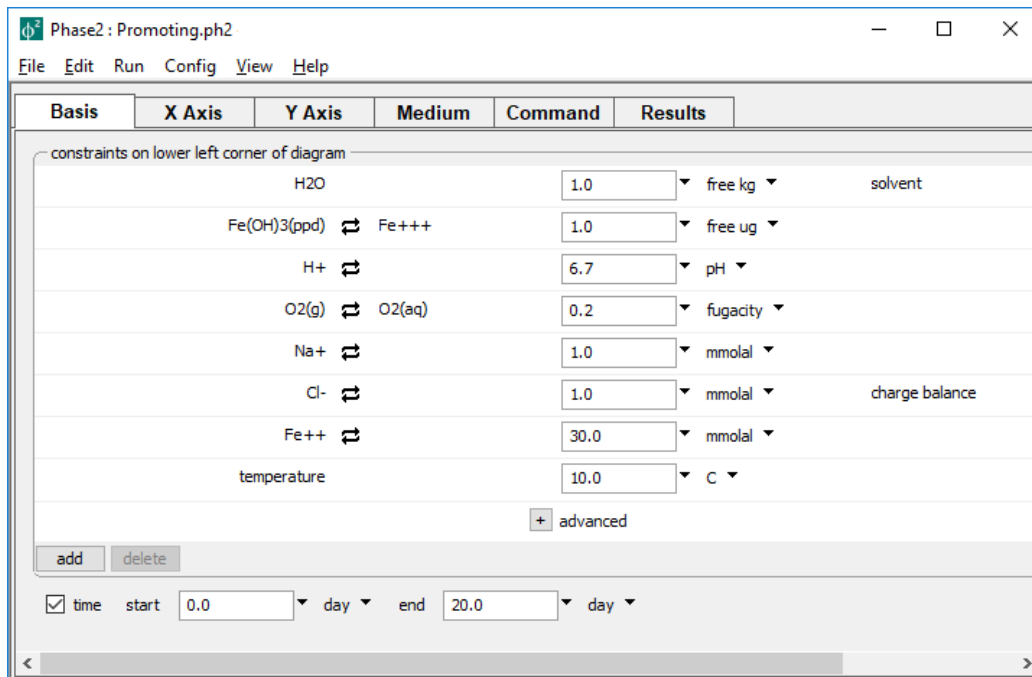 ϕ² Phase2 : Promoting.ph2
File Edit Run Config View Help
Basis X Axis Y Axis Medium Command Results
constraints on lower left corner of diagram
H2O 1.0 free kg solvent
Fe(OH)3(ppd) Fe+++ 1.0 free ug
H+ 6.7 pH
O2(g) O2(aq) 0.2 fugacity
Na+ 1.0 mmolal
Cl- 1.0 mmolal charge balance
Fe++ 30.0 mmolal
temperature 10.0 C
+ advanced
add delete
time start 0.0 day end 20.0 day